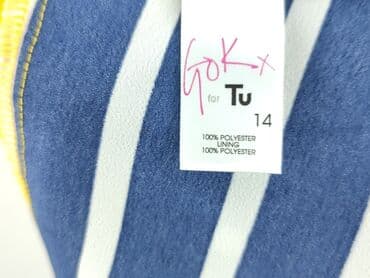 Gok x
for Tu
14
100% POLYESTER
LINING
100% POLYESTER